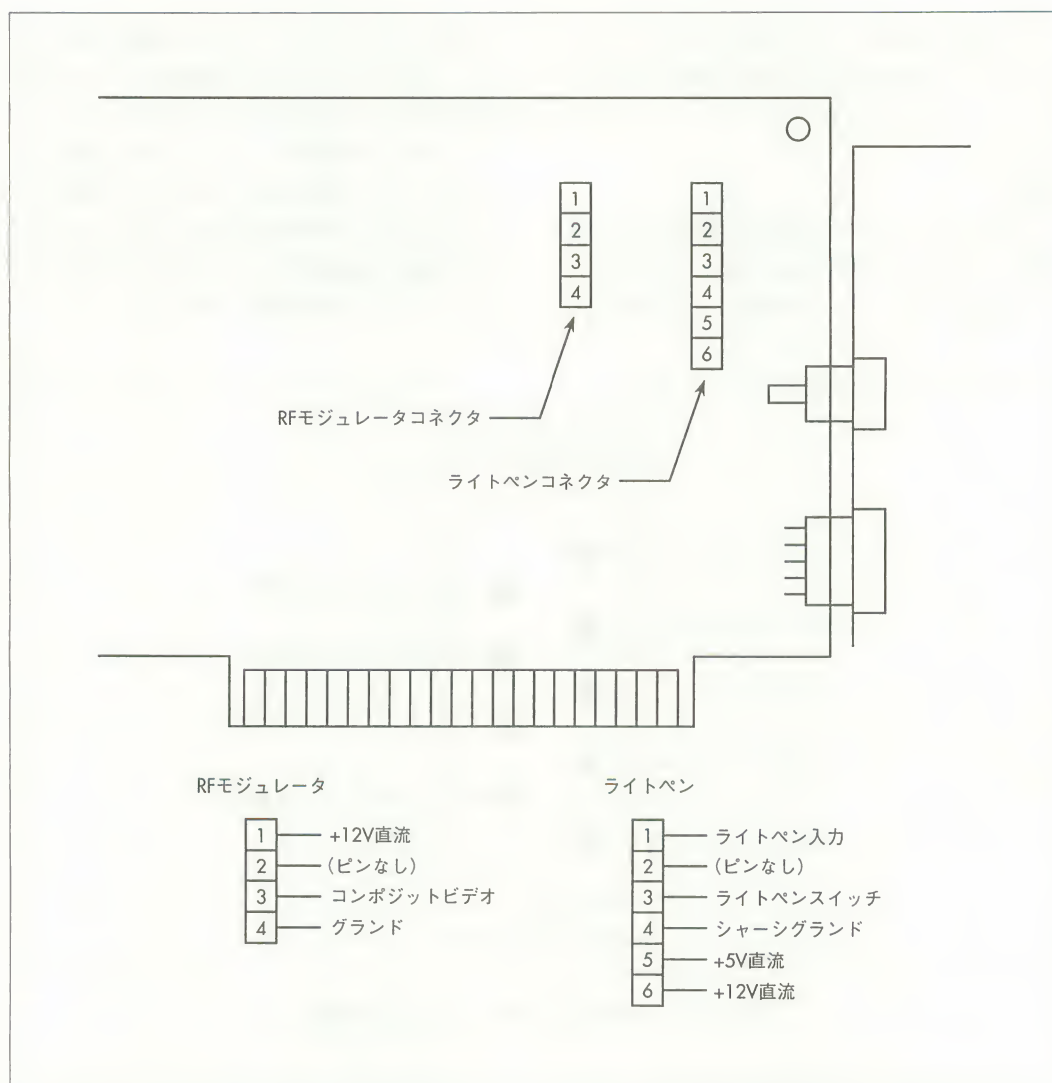 1
2
3
4
1
2
3
4
5
6
RFモジュレータコネクタ
ライトペンコネクタ
RFモジュレータ
1 +12V直流
2 (ピンなし)
3 コンポジットビデオ
4 グランド
ライトペン
1 ライトペン入力
2 (ピンなし)
3 ライトペンスイッチ
4 シャーシグランド
5 +5V直流
6 +12V直流